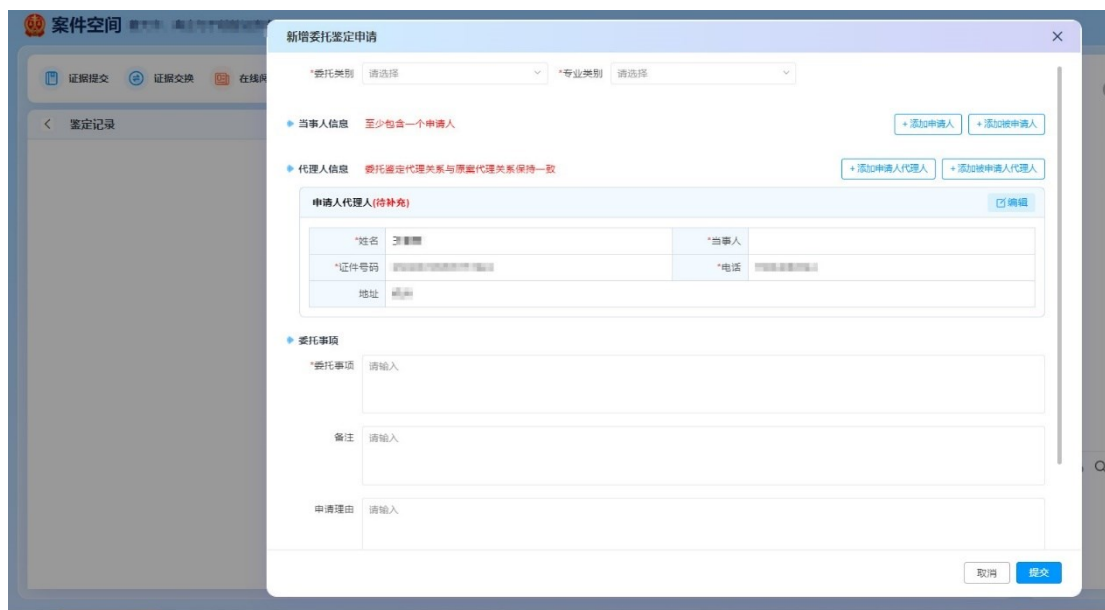 案件空间
新增委托鉴定申请
证据提交 证据交换 在线阅
*委托类别 请选择 *专业类别 请选择
鉴定记录
当事人信息 至少包含一个申请人 +添加申请人 +添加被申请人
代理人信息 委托鉴定代理关系与原案代理关系保持一致 +添加申请人代理人 +添加被申请人代理人
申请人代理人(待补充) 编辑
*姓名 *当事人
*证件号码 *电话
地址
委托事项
*委托事项 请输入
备注 请输入
申请理由 请输入
取消 提交